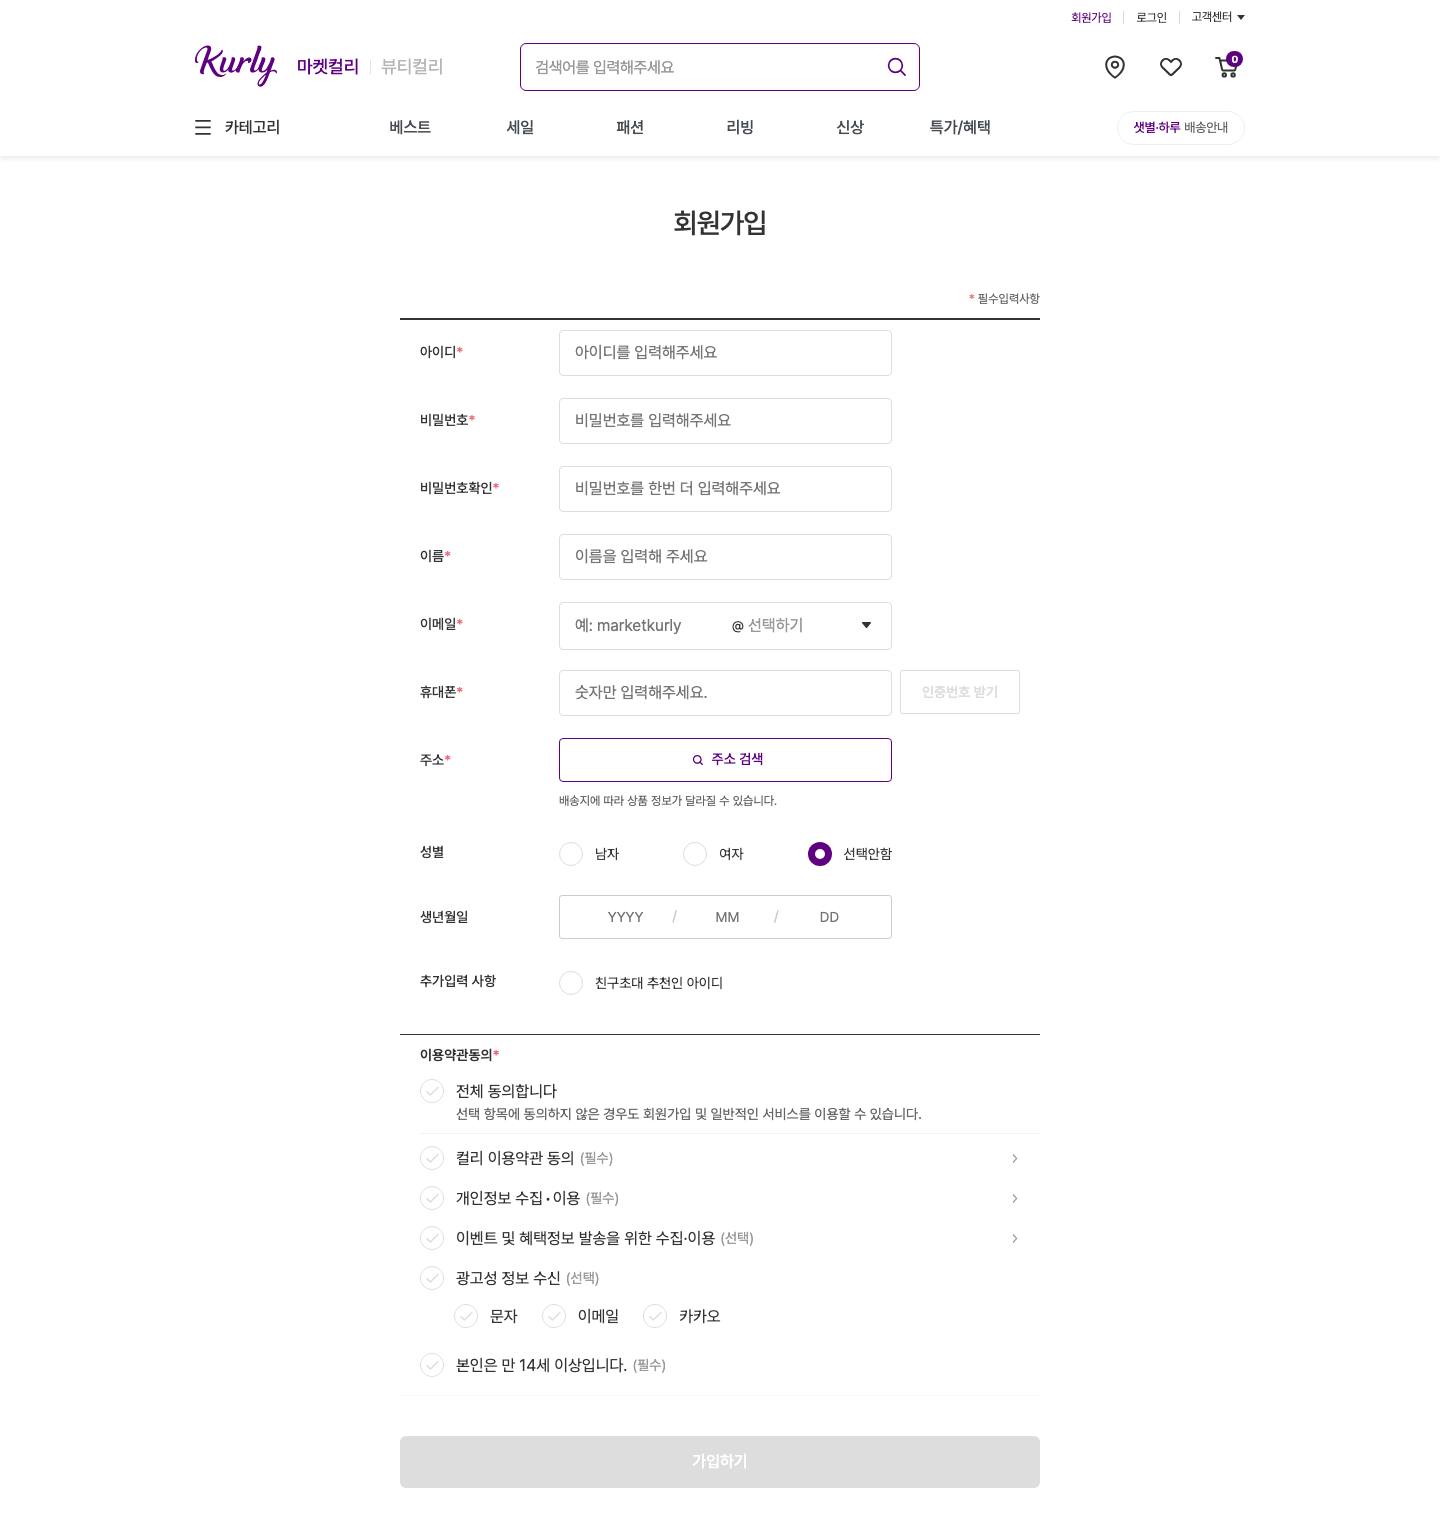 회원가입 로그인 고객센터
Kurly 마켓컬리 뷰티컬리 검색어를 입력해주세요 0
카테고리 베스트 세일 패션 리빙 신상 특가/혜택 샛별·하루 배송안내
회원가입
* 필수입력사항
아이디* 아이디를 입력해주세요
비밀번호* 비밀번호를 입력해주세요
비밀번호확인* 비밀번호를 한번 더 입력해주세요
이름* 이름을 입력해 주세요
이메일* 예: marketkurly @ 선택하기
휴대폰* 숫자만 입력해주세요. 인증번호 받기
주소* 주소 검색
배송지에 따라 상품 정보가 달라질 수 있습니다.
성별 남자 여자 선택안함
생년월일 YYYY / MM / DD
추가입력 사항 친구초대 추천인 아이디
이용약관동의*
전체 동의합니다
선택 항목에 동의하지 않은 경우도 회원가입 및 일반적인 서비스를 이용할 수 있습니다.
컬리 이용약관 동의 (필수)
개인정보 수집·이용 (필수)
이벤트 및 혜택정보 발송을 위한 수집·이용 (선택)
광고성 정보 수신 (선택)
문자 이메일 카카오
본인은 만 14세 이상입니다. (필수)
가입하기